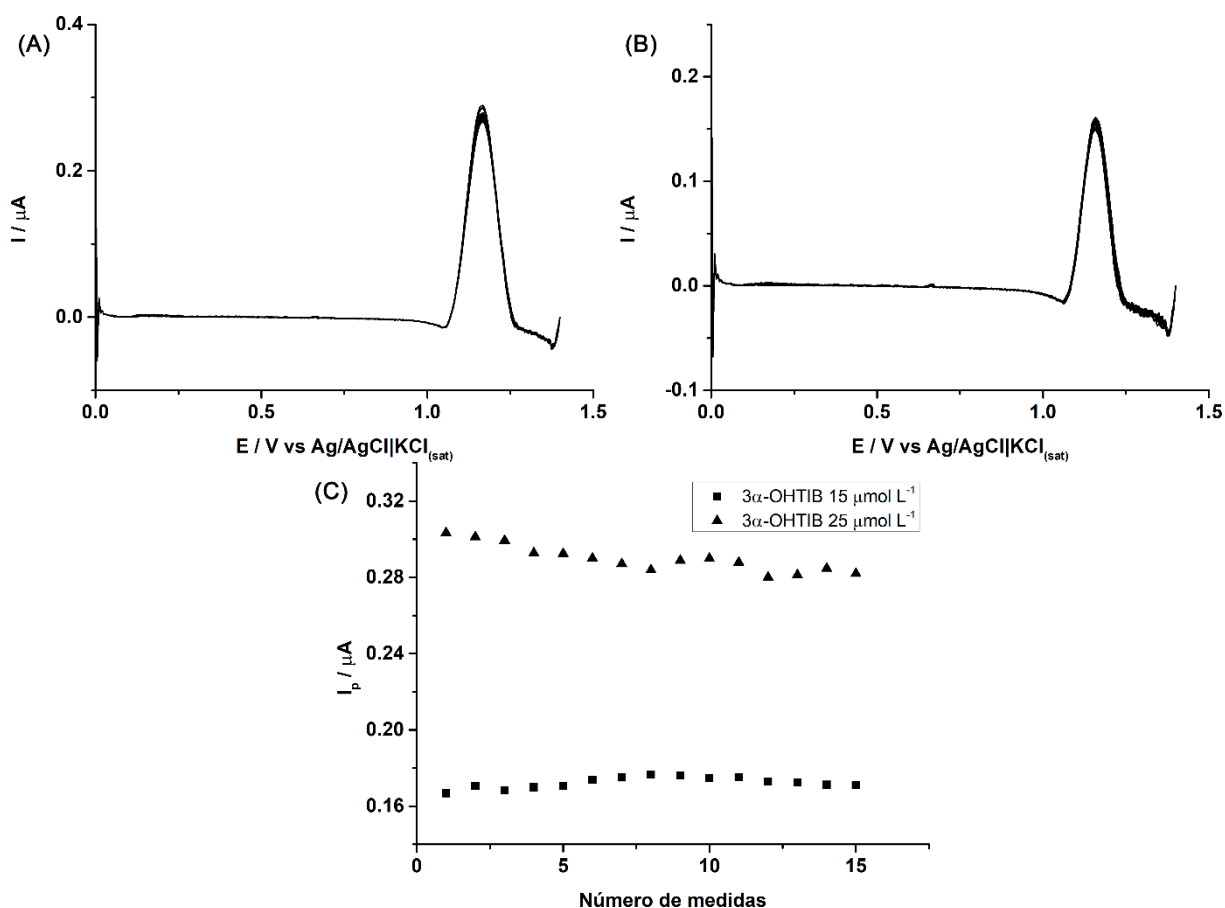 (A)
0.4
0.2
0.0
I / μA
0.0 0.5 1.0 1.5
E / V vs Ag/AgCl|KCl(sat)
(B)
0.2
0.1
0.0
-0.1
I / μA
0.0 0.5 1.0 1.5
E / V vs Ag/AgCl|KCl(sat)
(C)
3α-OHTIB 15 μmol L⁻¹
3α-OHTIB 25 μmol L⁻¹
0.32
0.28
0.24
0.20
0.16
Ip / μA
0 5 10 15
Número de medidas